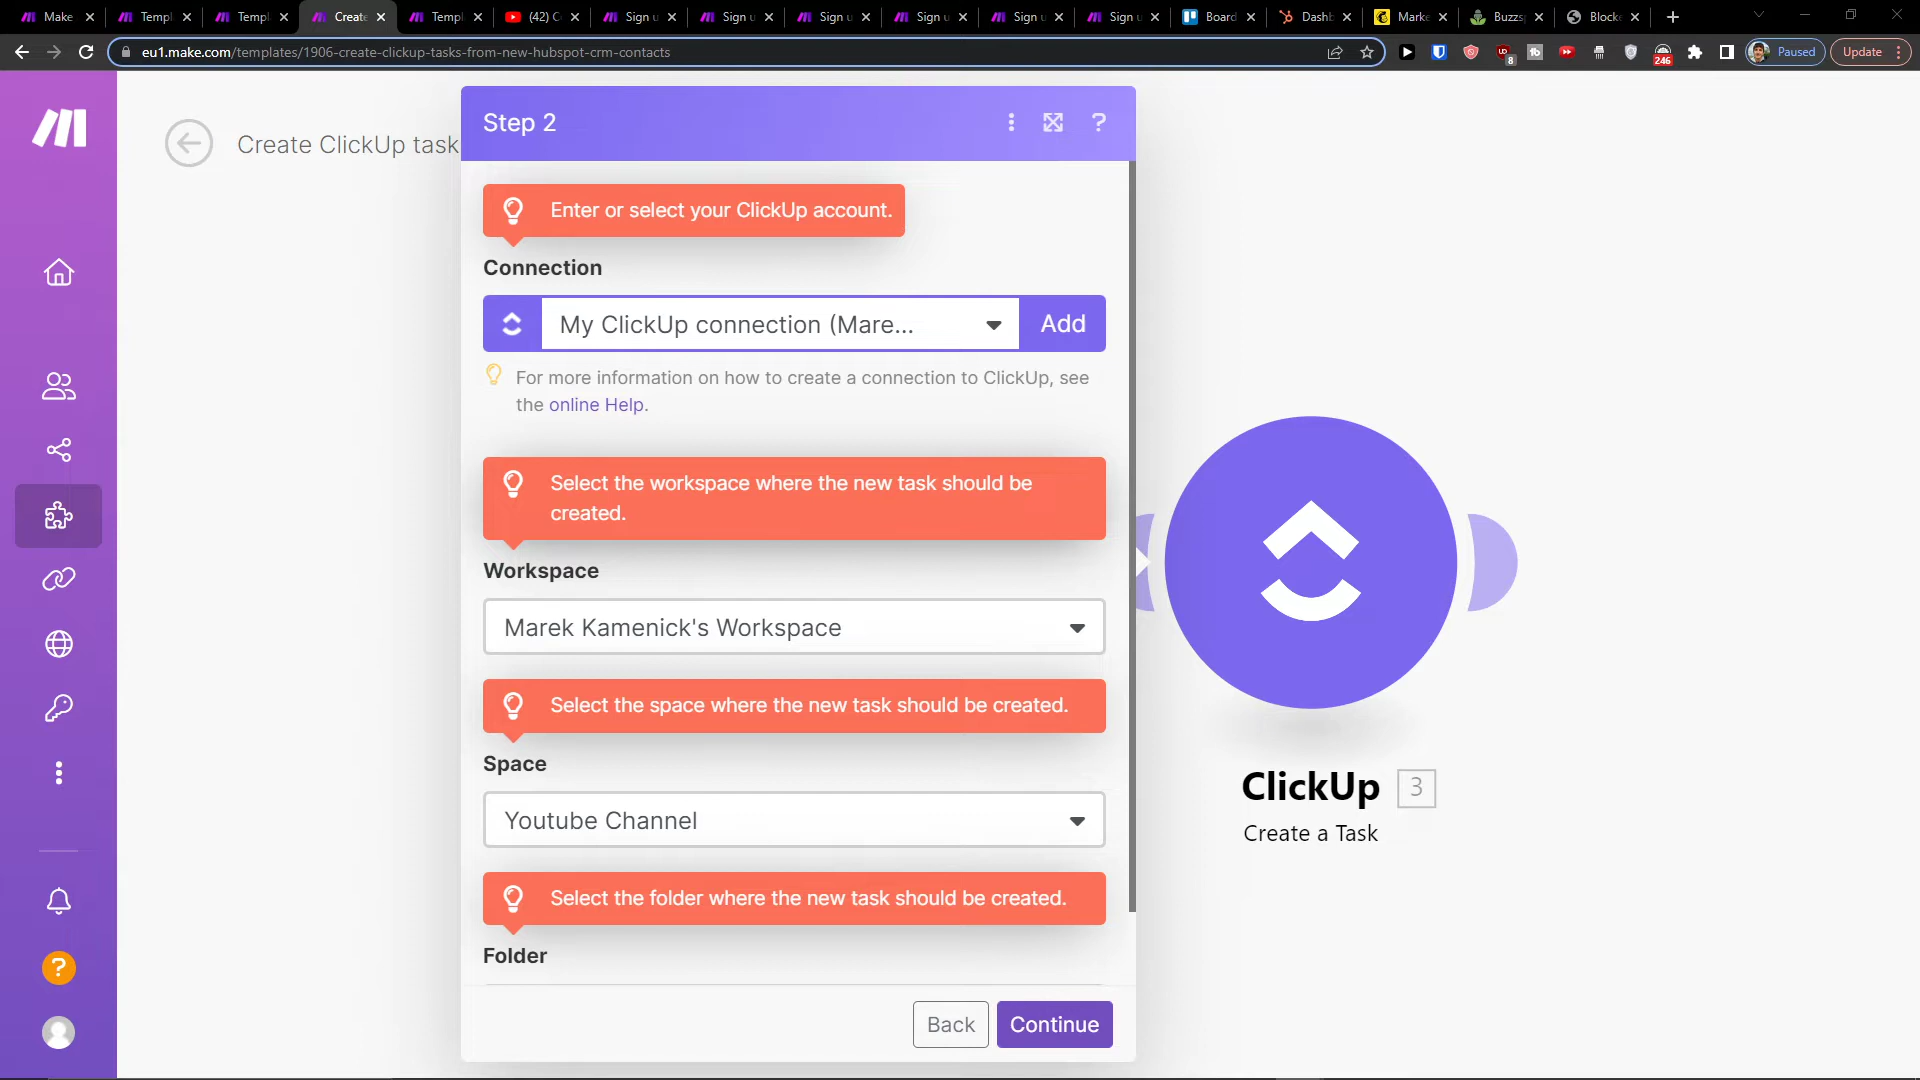 Make
Templ
Templ
Create
Templ
(42) C
Sign u
Sign u
Sign u
Sign u
Sign u
Sign u
Board
Dashb
Marke
Buzzs
Blocke
eu1.make.com/templates/1906-create-clickup-tasks-from-new-hubspot-crm-contacts
8
246
Paused
Update
Create ClickUp task
Step 2
?
Enter or select your ClickUp account.
Connection
My ClickUp connection (Mare...
Add
For more information on how to create a connection to ClickUp, see
the online Help.
Select the workspace where the new task should be
created.
Workspace
Marek Kamenick's Workspace
Select the space where the new task should be created.
Space
Youtube Channel
Select the folder where the new task should be created.
Folder
Back
Continue
ClickUp 3
Create a Task
?